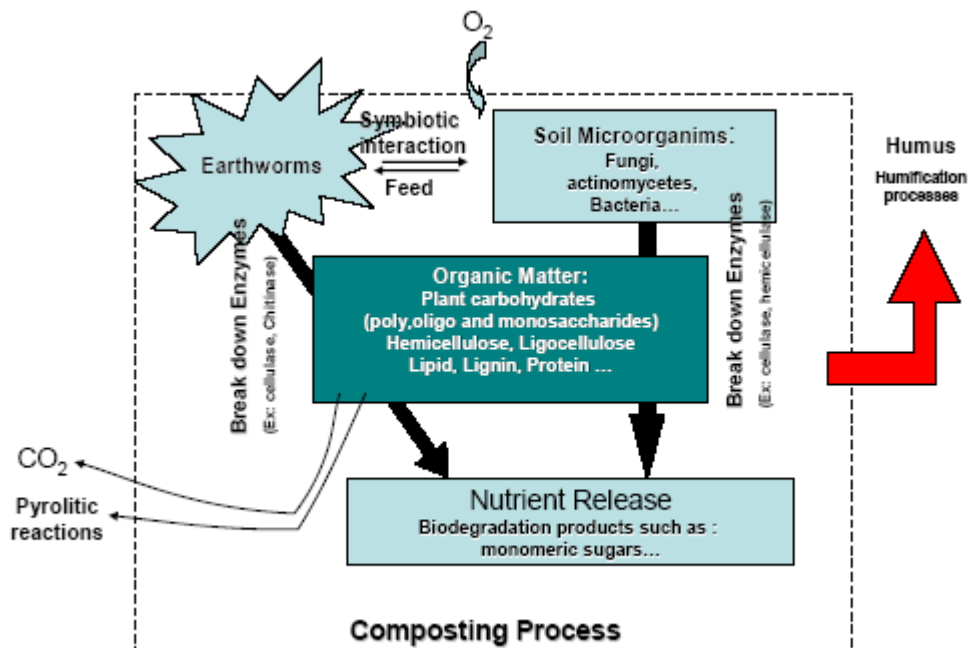 O2
Symbiotic
interaction
Feed
Earthworms
Soil Microorganims:
Fungi,
actinomycetes,
Bacteria...
Humus
Humification
processes
Break down Enzymes
(Ex: cellulase, Chitinase)
Organic Matter:
Plant carbohydrates
(poly,oligo and monosaccharides)
Hemicellulose, Ligocellulose
Lipid, Lignin, Protein ...
Break down Enzymes
(Ex: cellulase, hemicellulase)
CO2
Pyrolitic
reactions
Nutrient Release
Biodegradation products such as :
monomeric sugars...
Composting Process